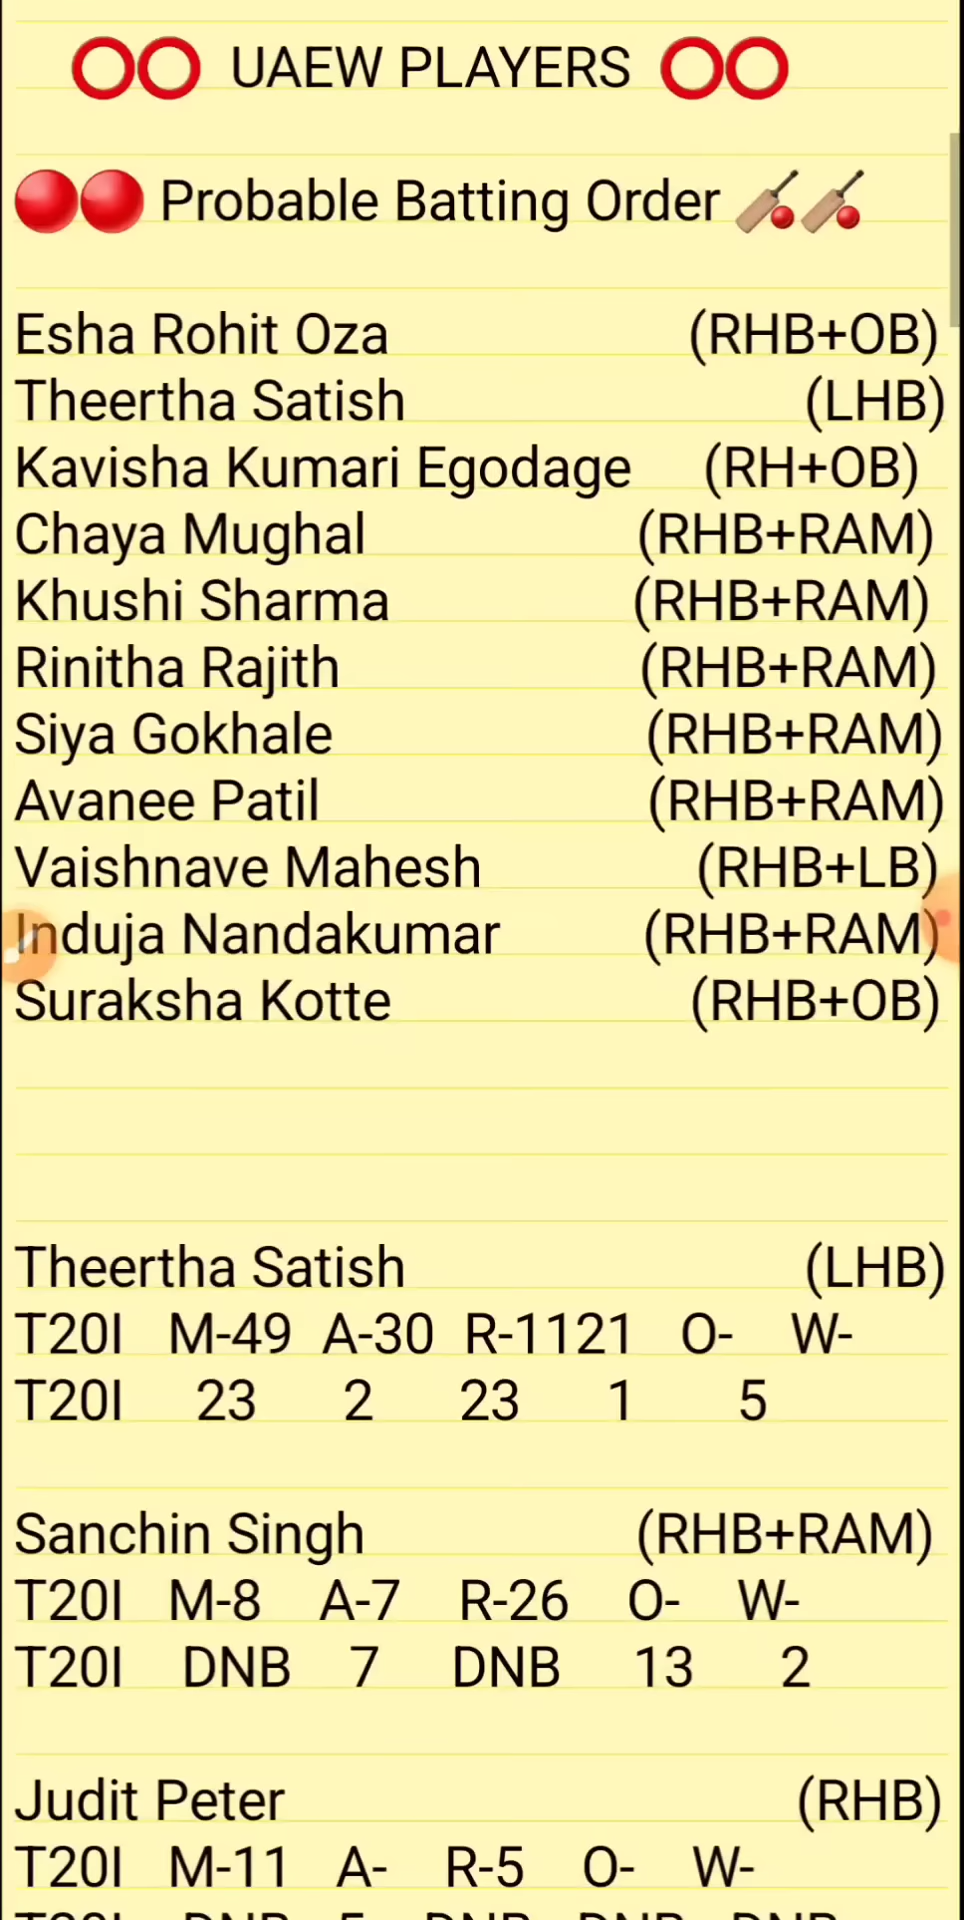 ⭕⭕ UAEW PLAYERS ⭕⭕
🔴🔴 Probable Batting Order 🏏🏏
Esha Rohit Oza (RHB+OB)
Theertha Satish (LHB)
Kavisha Kumari Egodage (RH+OB)
Chaya Mughal (RHB+RAM)
Khushi Sharma (RHB+RAM)
Rinitha Rajith (RHB+RAM)
Siya Gokhale (RHB+RAM)
Avanee Patil (RHB+RAM)
Vaishnave Mahesh (RHB+LB)
Induja Nandakumar (RHB+RAM)
Suraksha Kotte (RHB+OB)
Theertha Satish (LHB)
T20I M-49 A-30 R-1121 O- W-
T20I 23 2 23 1 5
Sanchin Singh (RHB+RAM)
T20I M-8 A-7 R-26 O- W-
T20I DNB 7 DNB 13 2
Judit Peter (RHB)
T20I M-11 A- R-5 O- W-